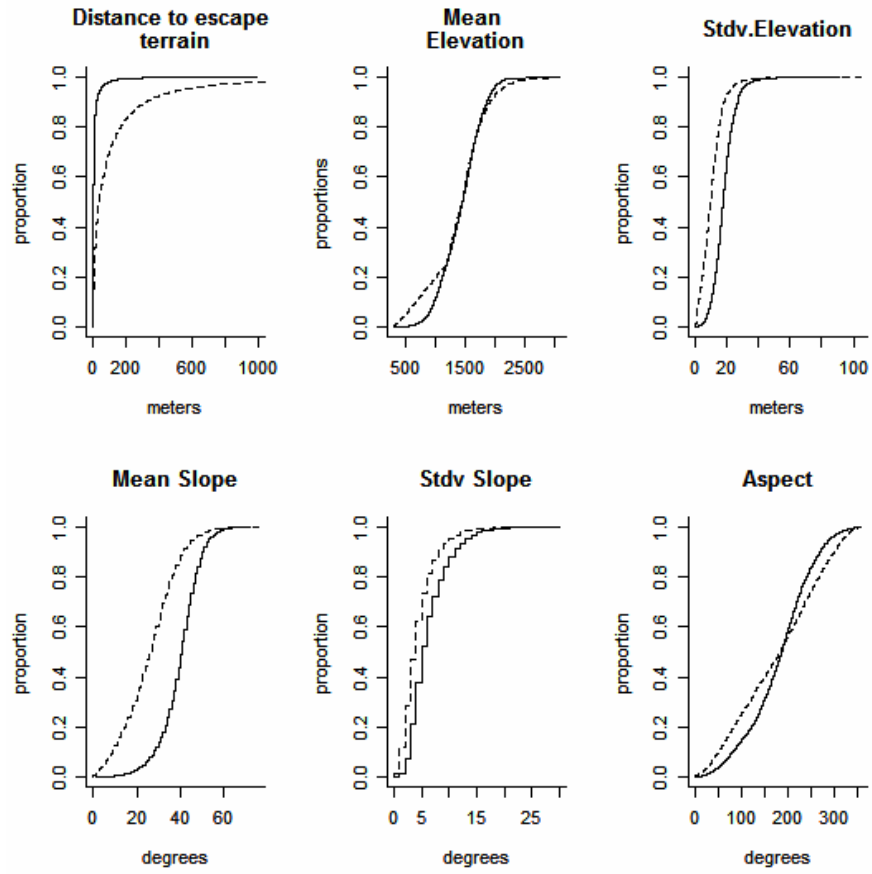 Distance to escape
terrain
proportion
0.0 0.2 0.4 0.6 0.8 1.0
0 200 600 1000
meters
Mean
Elevation
proportions
0.0 0.2 0.4 0.6 0.8 1.0
500 1500 2500
meters
Stdv.Elevation
proportion
0.0 0.2 0.4 0.6 0.8 1.0
0 20 60 100
meters
Mean Slope
proportion
0.0 0.2 0.4 0.6 0.8 1.0
0 20 40 60
degrees
Stdv Slope
proportion
0.0 0.2 0.4 0.6 0.8 1.0
0 5 15 25
degrees
Aspect
proportion
0.0 0.2 0.4 0.6 0.8 1.0
0 100 200 300
degrees